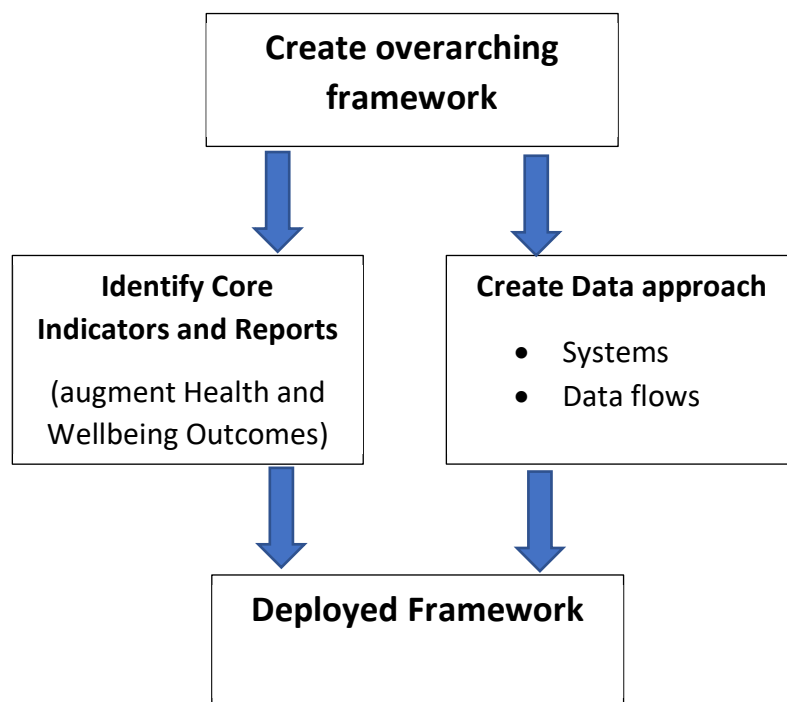 Create overarching
framework
Identify Core
Indicators and Reports
(augment Health and
Wellbeing Outcomes)
Create Data approach
• Systems
• Data flows
Deployed Framework